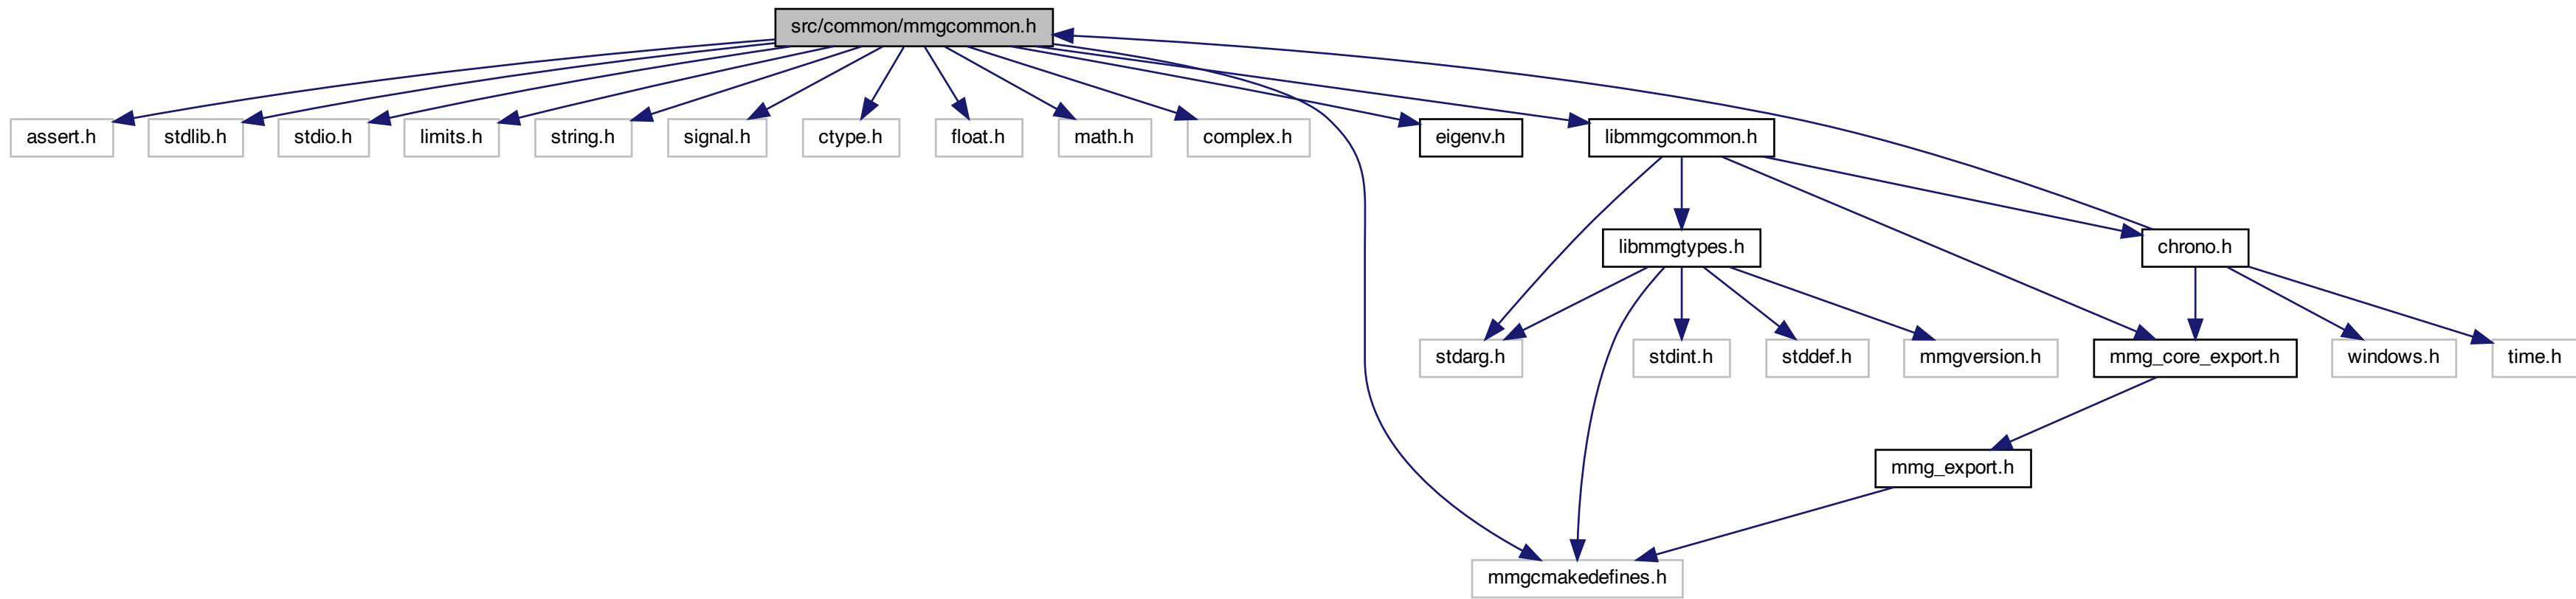 src/common/mmgcommon.h
assert.h
stdlib.h
stdio.h
limits.h
string.h
signal.h
ctype.h
float.h
math.h
complex.h
eigenv.h
libmmgcommon.h
libmmgtypes.h
chrono.h
stdarg.h
stdint.h
stddef.h
mmgversion.h
mmg_core_export.h
windows.h
time.h
mmg_export.h
mmgcmakedefines.h